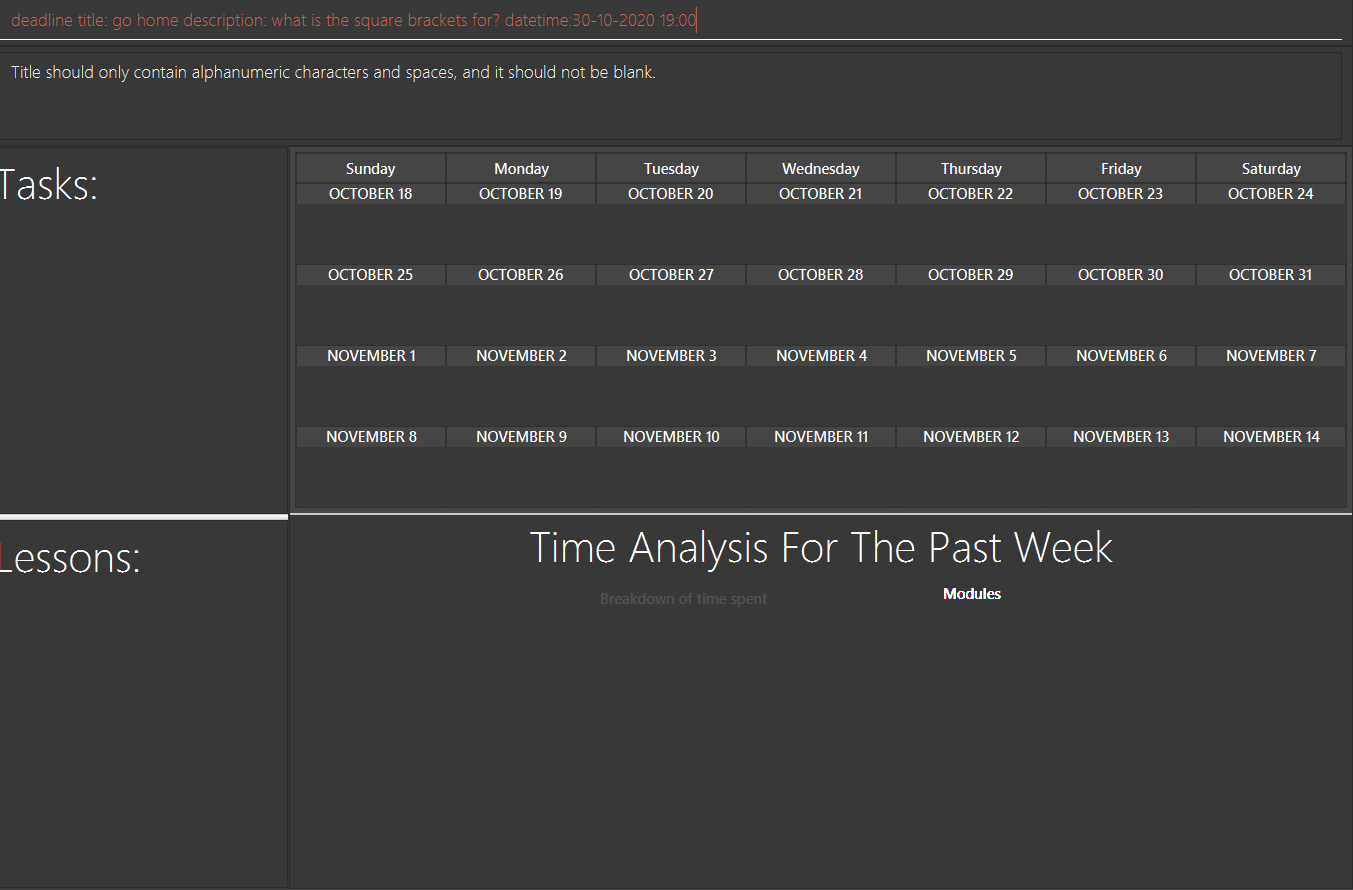 deadline title: go home description: what is the square brackets for? datetime:30-10-2020 19:00
Title should only contain alphanumeric characters and spaces, and it should not be blank.
Tasks:
Sunday Monday Tuesday Wednesday Thursday Friday Saturday
OCTOBER 18 OCTOBER 19 OCTOBER 20 OCTOBER 21 OCTOBER 22 OCTOBER 23 OCTOBER 24
OCTOBER 25 OCTOBER 26 OCTOBER 27 OCTOBER 28 OCTOBER 29 OCTOBER 30 OCTOBER 31
NOVEMBER 1 NOVEMBER 2 NOVEMBER 3 NOVEMBER 4 NOVEMBER 5 NOVEMBER 6 NOVEMBER 7
NOVEMBER 8 NOVEMBER 9 NOVEMBER 10 NOVEMBER 11 NOVEMBER 12 NOVEMBER 13 NOVEMBER 14
Lessons:
Time Analysis For The Past Week
Breakdown of time spent
Modules